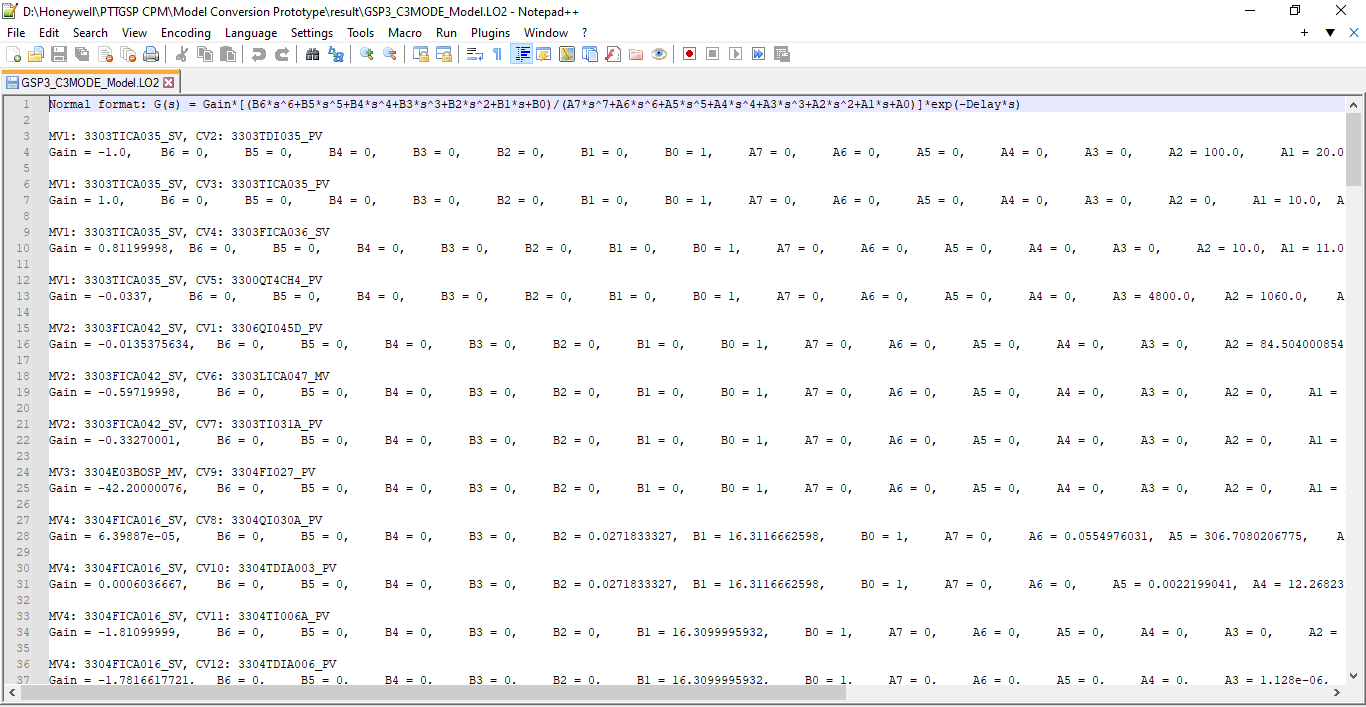 D:\Honeywell\PTTGSP CPM\Model Conversion Prototype\result\GSP3_C3MODE_Model.LO2 - Notepad++
File Edit Search View Encoding Language Settings Tools Macro Run Plugins Window ?
GSP3_C3MODE_Model.LO2
1 Normal format: G(s) = Gain*[(B6*s^6+B5*s^5+B4*s^4+B3*s^3+B2*s^2+B1*s+B0)/(A7*s^7+A6*s^6+A5*s^5+A4*s^4+A3*s^3+A2*s^2+A1*s+A0)]*exp(-Delay*s)
2
3 MV1: 3303TICA035_SV, CV2: 3303TDI035_PV
4 Gain = -1.0, B6 = 0, B5 = 0, B4 = 0, B3 = 0, B2 = 0, B1 = 0, B0 = 1, A7 = 0, A6 = 0, A5 = 0, A4 = 0, A3 = 0, A2 = 100.0, A1 = 20.0
5
6 MV1: 3303TICA035_SV, CV3: 3303TICA035_PV
7 Gain = 1.0, B6 = 0, B5 = 0, B4 = 0, B3 = 0, B2 = 0, B1 = 0, B0 = 1, A7 = 0, A6 = 0, A5 = 0, A4 = 0, A3 = 0, A2 = 0, A1 = 10.0, A
8
9 MV1: 3303TICA035_SV, CV4: 3303FICA036_SV
10 Gain = 0.81199998, B6 = 0, B5 = 0, B4 = 0, B3 = 0, B2 = 0, B1 = 0, B0 = 1, A7 = 0, A6 = 0, A5 = 0, A4 = 0, A3 = 0, A2 = 10.0, A1 = 11.0
11
12 MV1: 3303TICA035_SV, CV5: 3300QT4CH4_PV
13 Gain = -0.0337, B6 = 0, B5 = 0, B4 = 0, B3 = 0, B2 = 0, B1 = 0, B0 = 1, A7 = 0, A6 = 0, A5 = 0, A4 = 0, A3 = 4800.0, A2 = 1060.0, A
14
15 MV2: 3303FICA042_SV, CV1: 3306QI045D_PV
16 Gain = -0.0135375634, B6 = 0, B5 = 0, B4 = 0, B3 = 0, B2 = 0, B1 = 0, B0 = 1, A7 = 0, A6 = 0, A5 = 0, A4 = 0, A3 = 0, A2 = 84.504000854
17
18 MV2: 3303FICA042_SV, CV6: 3303LICA047_MV
19 Gain = -0.59719998, B6 = 0, B5 = 0, B4 = 0, B3 = 0, B2 = 0, B1 = 0, B0 = 1, A7 = 0, A6 = 0, A5 = 0, A4 = 0, A3 = 0, A2 = 0, A1 =
20
21 MV2: 3303FICA042_SV, CV7: 3303TI031A_PV
22 Gain = -0.33270001, B6 = 0, B5 = 0, B4 = 0, B3 = 0, B2 = 0, B1 = 0, B0 = 1, A7 = 0, A6 = 0, A5 = 0, A4 = 0, A3 = 0, A2 = 0, A1 =
23
24 MV3: 3304E03BOSP_MV, CV9: 3304FI027_PV
25 Gain = -42.20000076, B6 = 0, B5 = 0, B4 = 0, B3 = 0, B2 = 0, B1 = 0, B0 = 1, A7 = 0, A6 = 0, A5 = 0, A4 = 0, A3 = 0, A2 = 0, A1 =
26
27 MV4: 3304FICA016_SV, CV8: 3304QI030A_PV
28 Gain = 6.39887e-05, B6 = 0, B5 = 0, B4 = 0, B3 = 0, B2 = 0.0271833327, B1 = 16.3116662598, B0 = 1, A7 = 0, A6 = 0.0554976031, A5 = 306.7080206775, A
29
30 MV4: 3304FICA016_SV, CV10: 3304TDIA003_PV
31 Gain = 0.0006036667, B6 = 0, B5 = 0, B4 = 0, B3 = 0, B2 = 0.0271833327, B1 = 16.3116662598, B0 = 1, A7 = 0, A6 = 0, A5 = 0.0022199041, A4 = 12.26823
32
33 MV4: 3304FICA016_SV, CV11: 3304TI006A_PV
34 Gain = -1.81099999, B6 = 0, B5 = 0, B4 = 0, B3 = 0, B2 = 0, B1 = 16.3099995932, B0 = 1, A7 = 0, A6 = 0, A5 = 0, A4 = 0, A3 = 0, A2 =
35
36 MV4: 3304FICA016_SV, CV12: 3304TDIA006_PV
37 Gain = -1.7816617721, B6 = 0, B5 = 0, B4 = 0, B3 = 0, B2 = 0, B1 = 16.3099995932, B0 = 1, A7 = 0, A6 = 0, A5 = 0, A4 = 0, A3 = 1.128e-06,